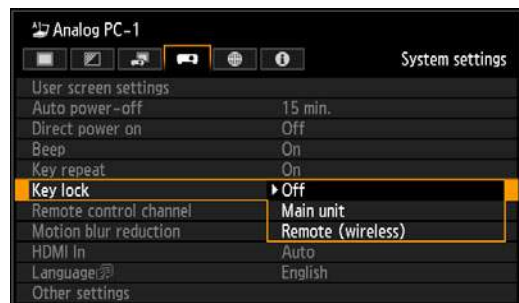 Analog PC-1
System settings
User screen settings
Auto power-off 15 min.
Direct power on Off
Beep On
Key repeat On
Key lock Off
Remote control channel Main unit
Motion blur reduction Remote (wireless)
HDMI In Auto
Language English
Other settings